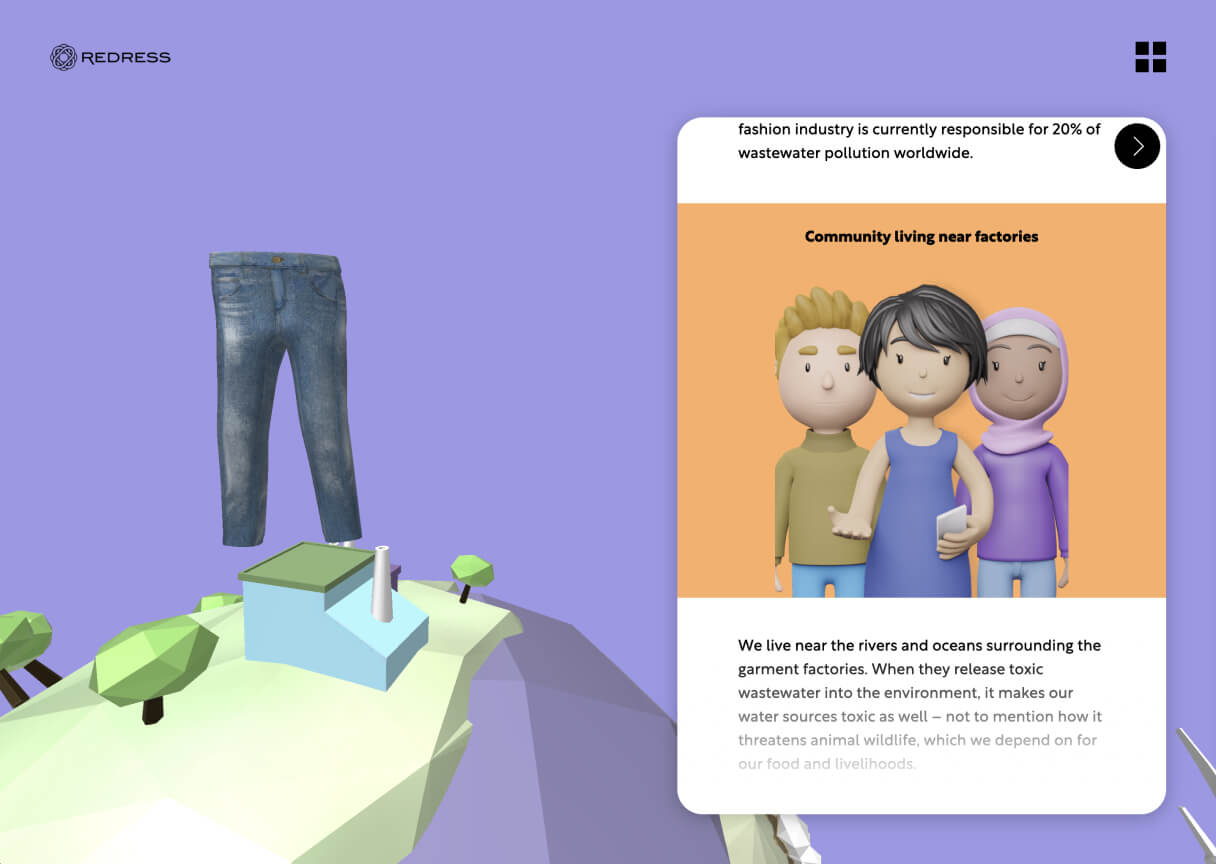 REDRESS
fashion industry is currently responsible for 20% of
wastewater pollution worldwide.
Community living near factories
We live near the rivers and oceans surrounding the
garment factories. When they release toxic
wastewater into the environment, it makes our
water sources toxic as well – not to mention how it
threatens animal wildlife, which we depend on for
our food and livelihoods.